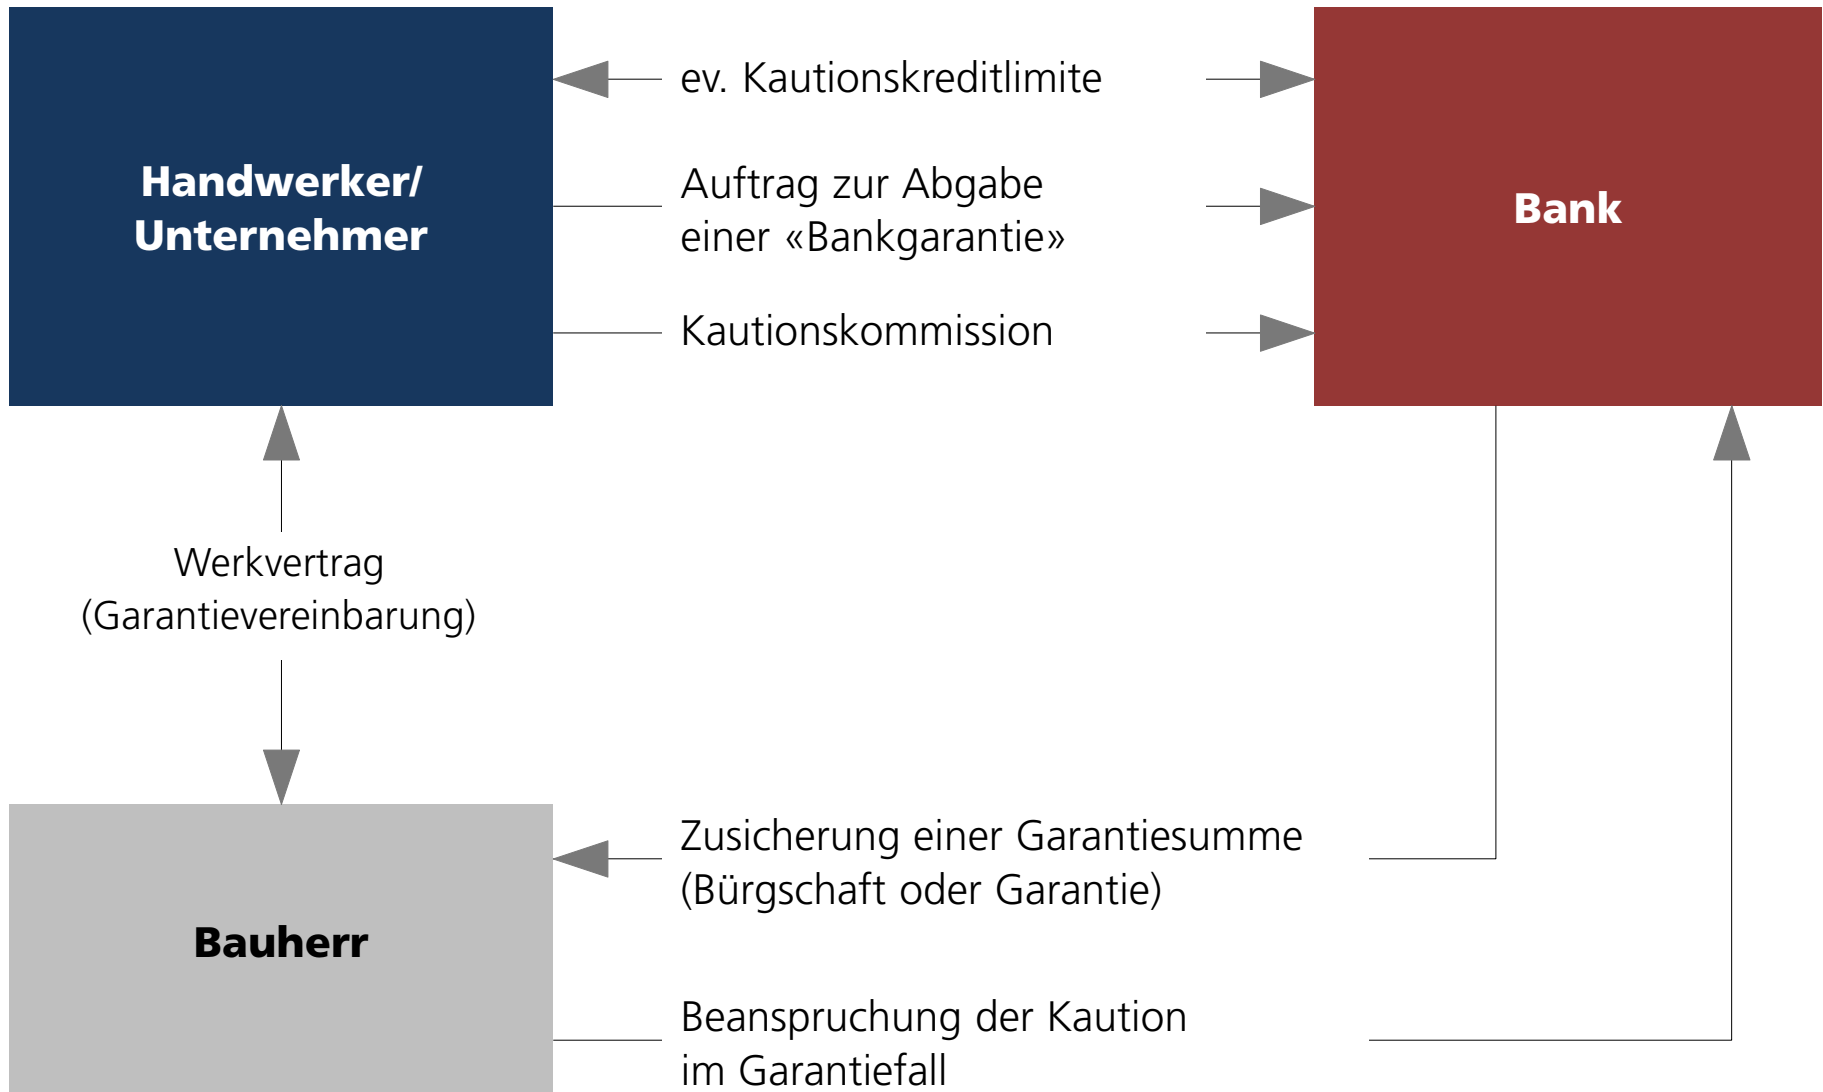 ev. Kautionskreditlimite
Handwerker/
Unternehmer
Auftrag zur Abgabe
einer «Bankgarantie»
Bank
Kautionskommission
Werkvertrag
(Garantievereinbarung)
Zusicherung einer Garantiesumme
(Bürgschaft oder Garantie)
Bauherr
Beanspruchung der Kaution
im Garantiefall